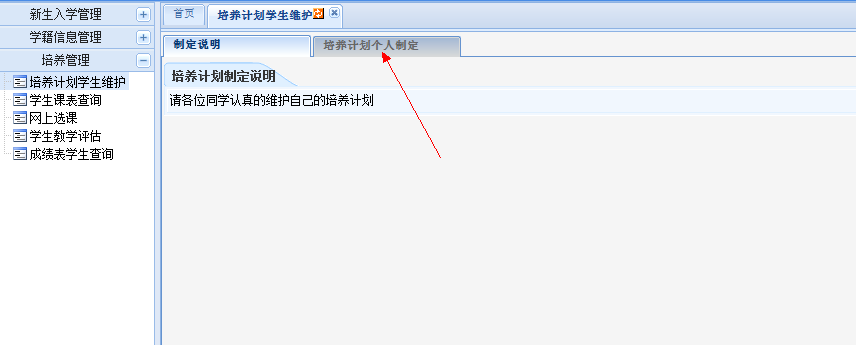 新生入学管理
学籍信息管理
培养管理
培养计划学生维护
学生课表查询
网上选课
学生教学评估
成绩表学生查询
首页
培养计划学生维护
制定说明
培养计划个人制定
培养计划制定说明
请各位同学认真的维护自己的培养计划